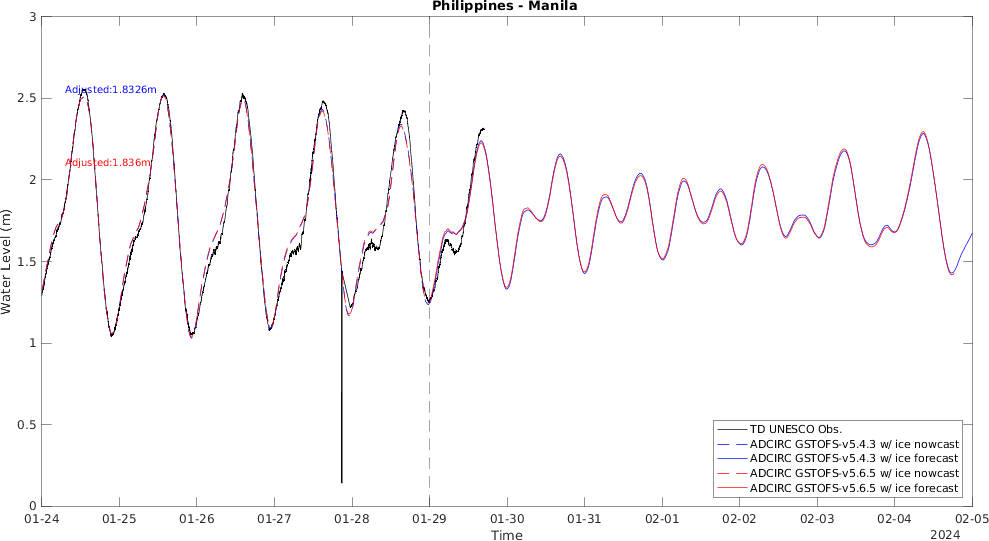 Philippines - Manila
3
2.5
2
1.5
1
0.5
0
Water Level (m)
Adjusted:1.8326m
Adjusted:1.836m
TD UNESCO Obs.
ADCIRC GSTOFS-v5.4.3 w/ ice nowcast
ADCIRC GSTOFS-v5.4.3 w/ ice forecast
ADCIRC GSTOFS-v5.6.5 w/ ice nowcast
ADCIRC GSTOFS-v5.6.5 w/ ice forecast
01-24 01-25 01-26 01-27 01-28 01-29 01-30 01-31 02-01 02-02 02-03 02-04 02-05
Time
2024